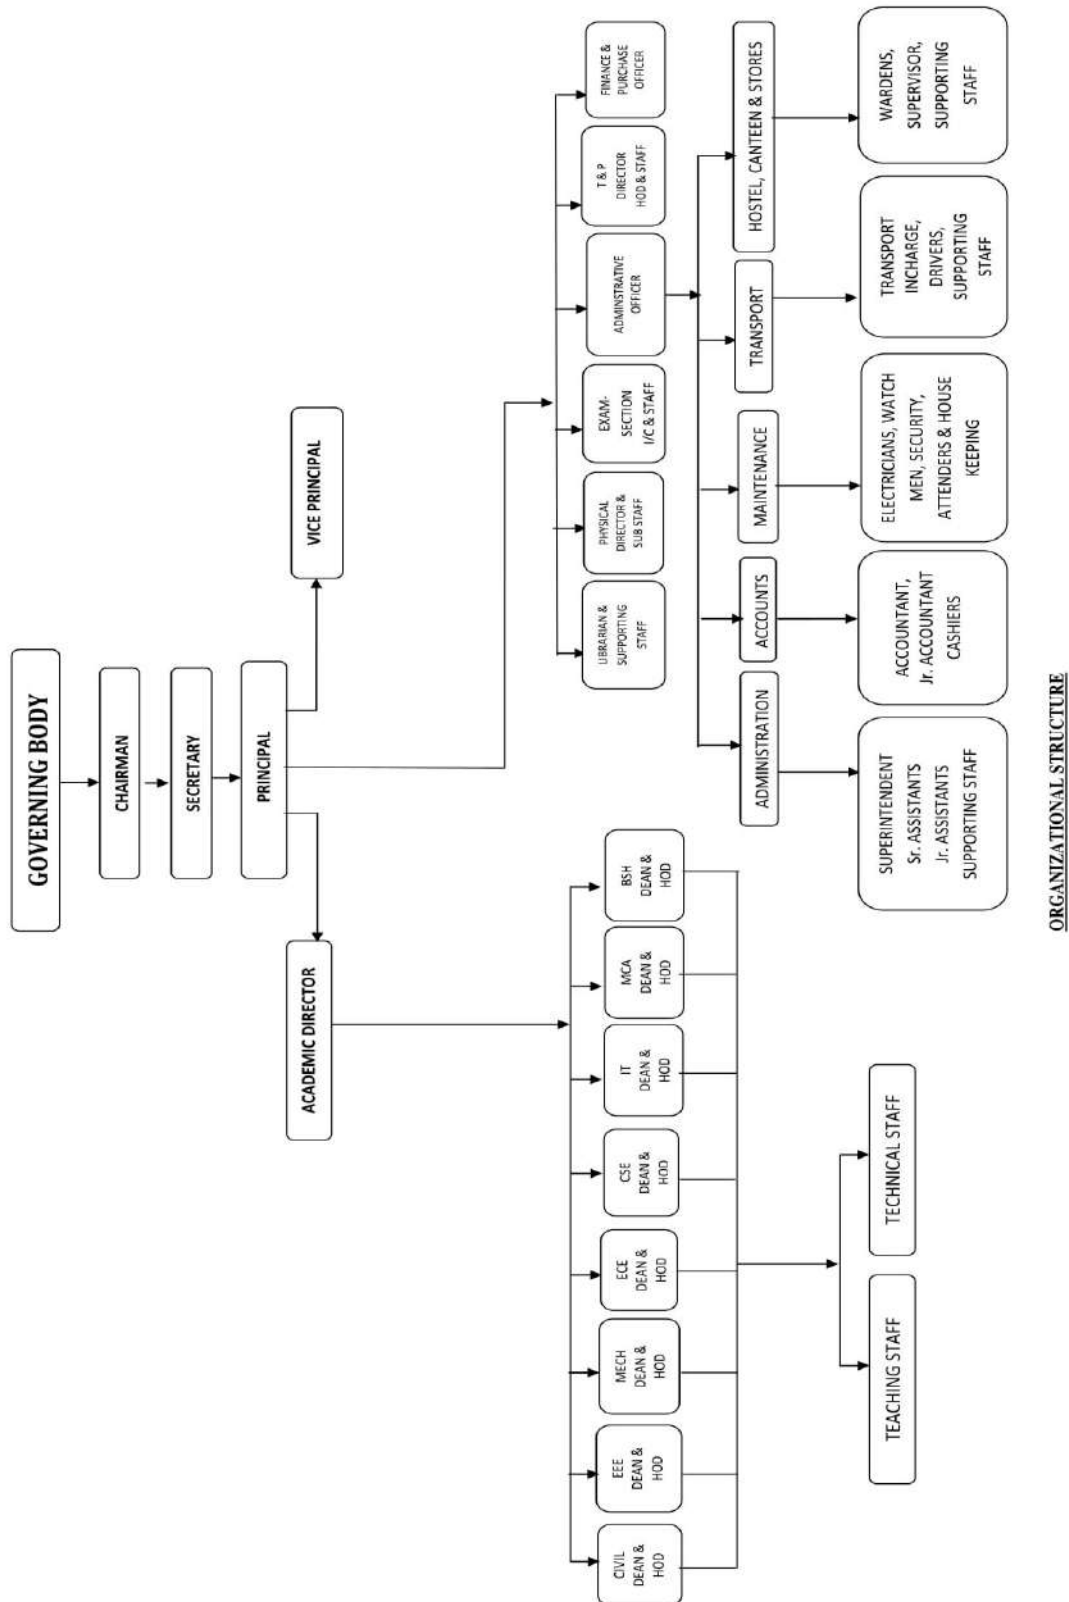 GOVERNING BODY
CHAIRMAN
SECRETARY
PRINCIPAL
ACADEMIC DIRECTOR
VICE PRINCIPAL
CIVIL
DEAN &
HOD
EEE
DEAN &
HOD
MECH
DEAN &
HOD
ECE
DEAN &
HOD
CSE
DEAN &
HOD
IT
DEAN &
HOD
MCA
DEAN &
HOD
BSH
DEAN &
HOD
LIBRARIAN &
SUPPORTING
STAFF
PHYSICAL
DIRECTOR &
SUB STAFF
EXAM-
SECTION
I/C & STAFF
ADMINSTRATIVE
OFFICER
T & P
DIRECTOR
HOD & STAFF
FINANCE &
PURCHASE
OFFICER
ADMINISTRATION
ACCOUNTS
MAINTENANCE
TRANSPORT
HOSTEL, CANTEEN & STORES
TEACHING STAFF
TECHNICAL STAFF
SUPERINTENDENT
Sr. ASSISTANTS
Jr. ASSISTANTS
SUPPORTING STAFF
ACCOUNTANT,
Jr. ACCOUNTANT
CASHIERS
ELECTRICIANS, WATCH
MEN, SECURITY,
ATTENDERS & HOUSE
KEEPING
TRANSPORT
INCHARGE,
DRIVERS,
SUPPORTING
STAFF
WARDENS,
SUPERVISOR,
SUPPORTING
STAFF
ORGANIZATIONAL STRUCTURE